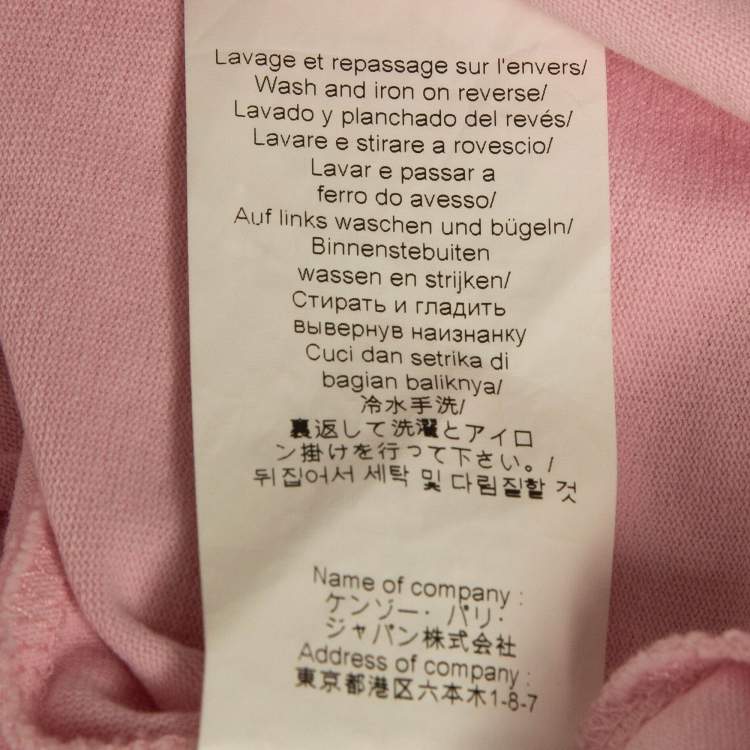 Lavage et repassage sur l'envers/
Wash and iron on reverse/
Lavado y planchado del revés/
Lavare e stirare a rovescio/
Lavar e passar a
ferro do avesso/
Auf links waschen und bügeln/
Binnenstebuiten
wassen en strijken/
Стирать и гладить
вывернув наизнанку
Cuci dan setrika di
bagian baliknya/
冷水手洗/
裏返して洗濯とアイロ
ン掛けを行って下さい。/
뒤집어서 세탁 및 다림질할 것
Name of company :
ケンゾー・パリ・
ジャパン株式会社
Address of company :
東京都港区六本木1-8-7